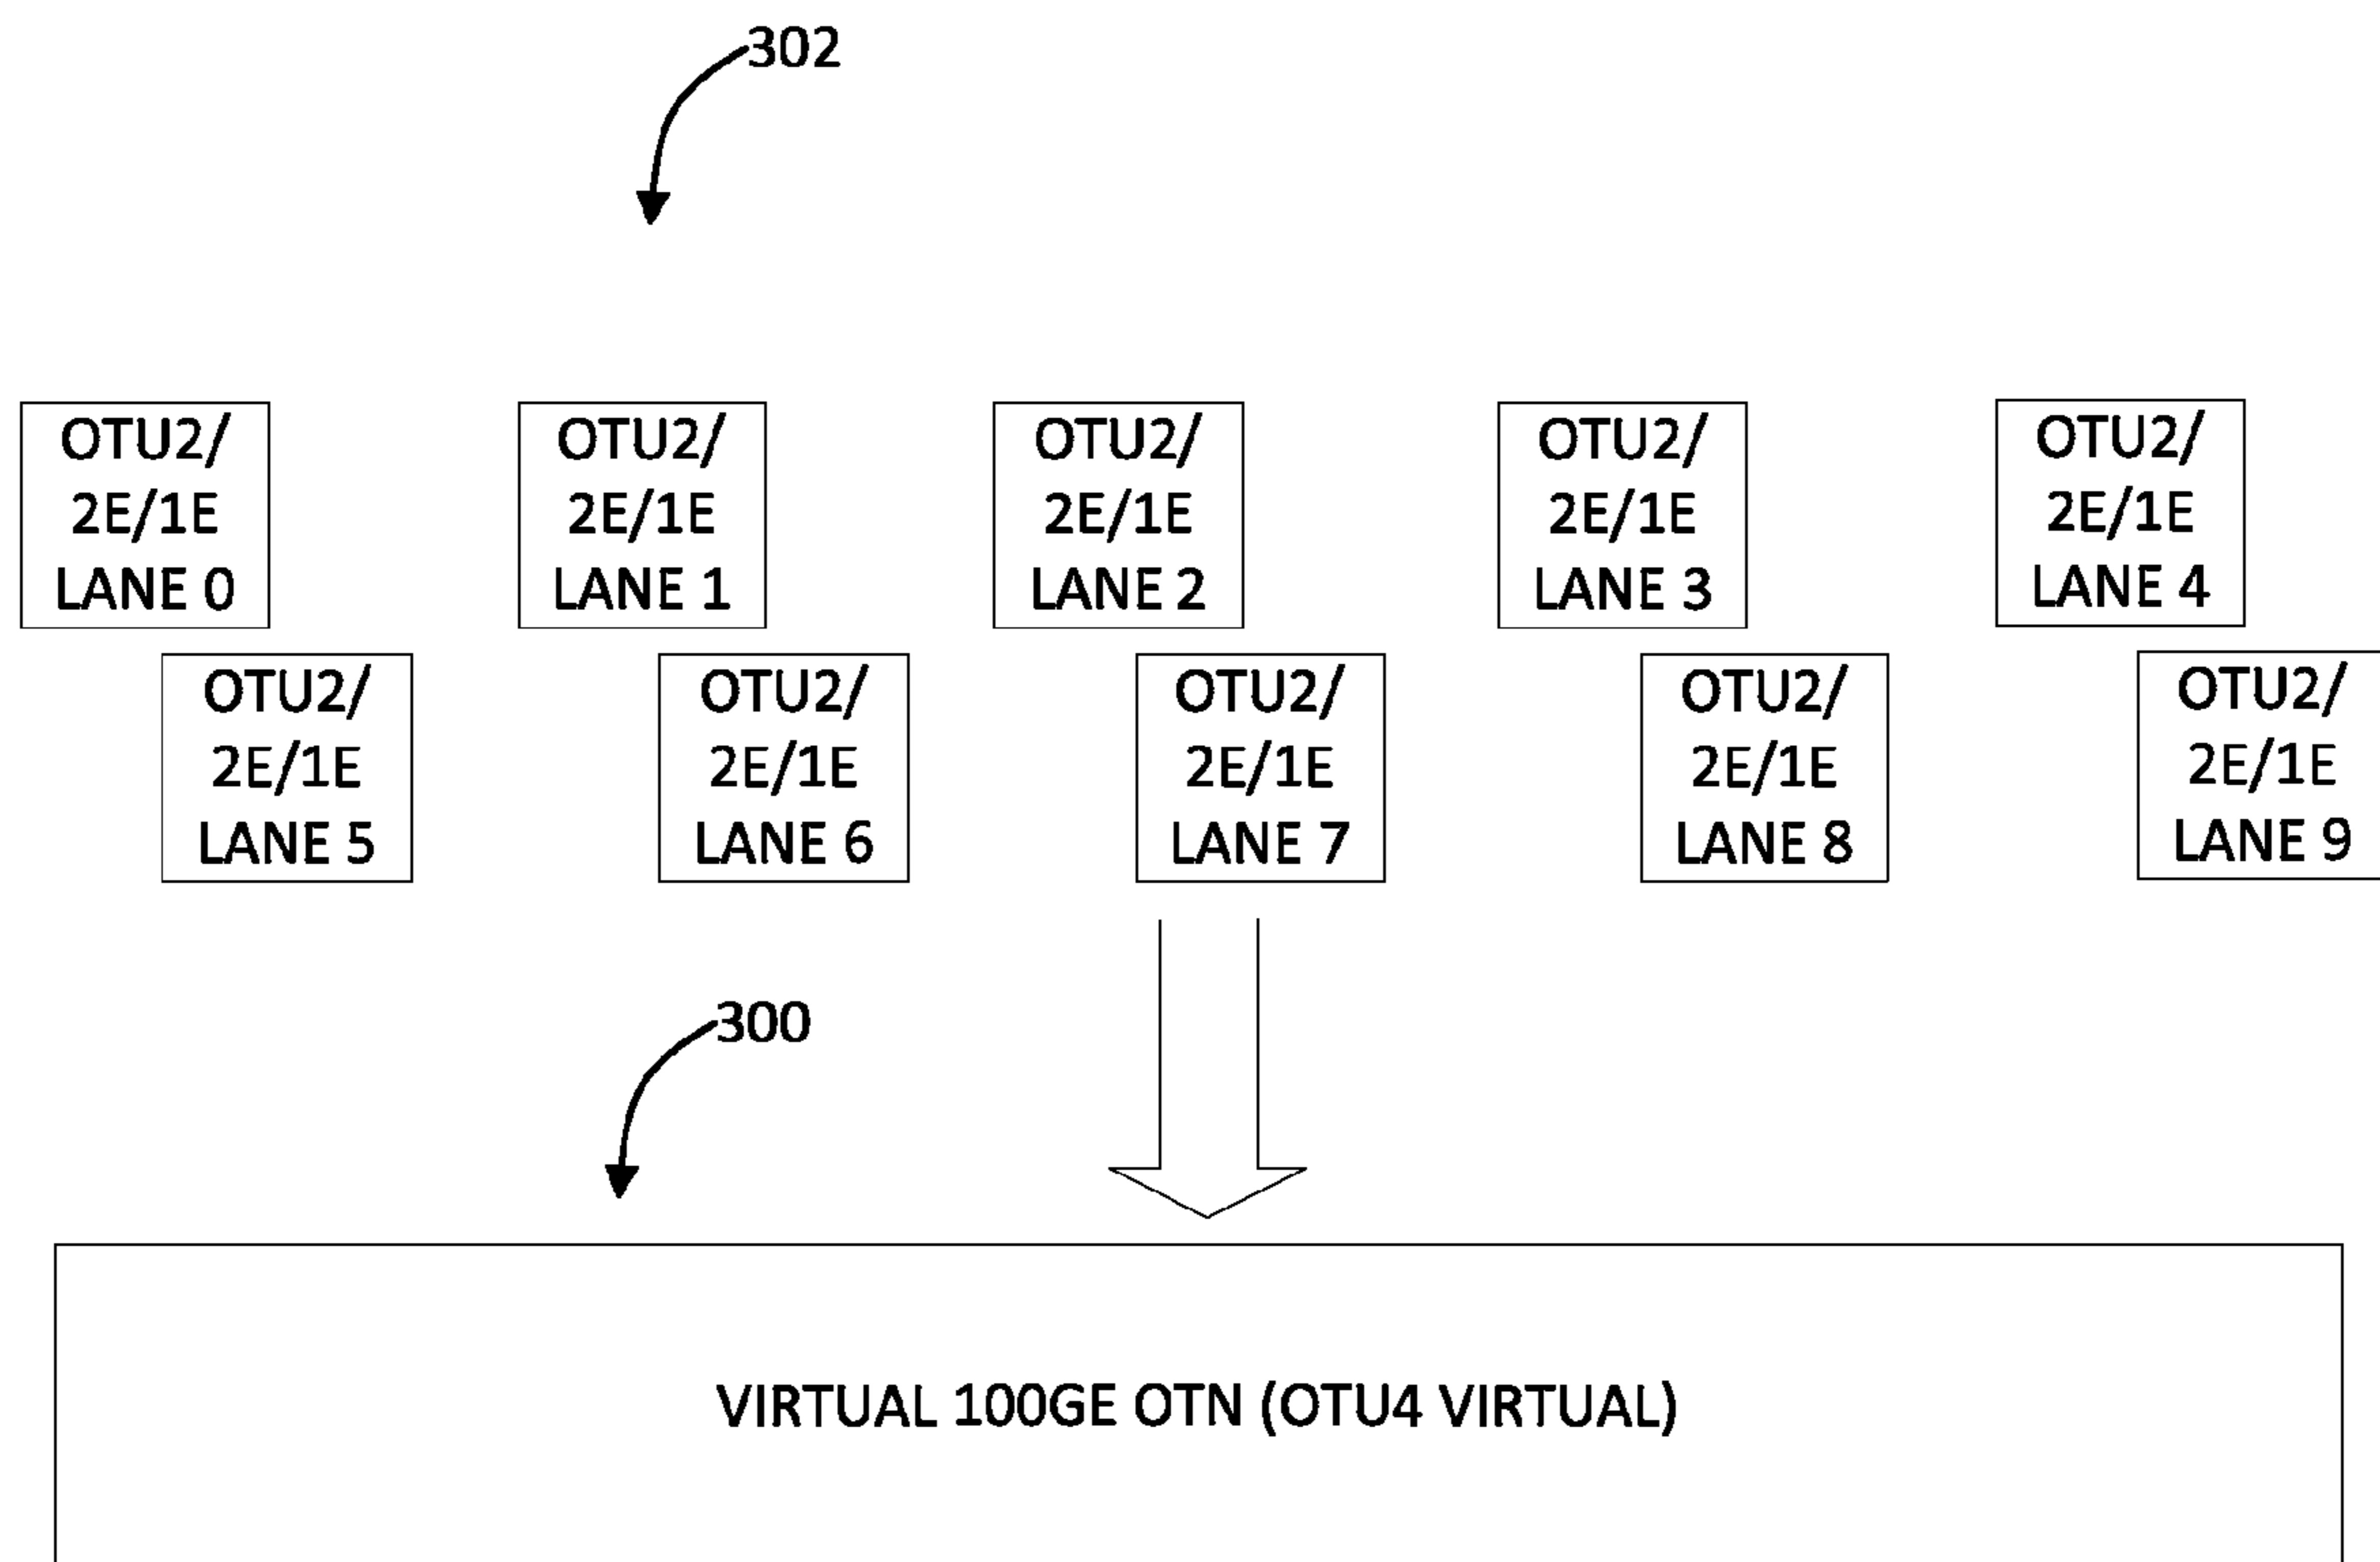 302
OTU2/
2E/1E
LANE 0
OTU2/
2E/1E
LANE 1
OTU2/
2E/1E
LANE 2
OTU2/
2E/1E
LANE 3
OTU2/
2E/1E
LANE 4
OTU2/
2E/1E
LANE 5
OTU2/
2E/1E
LANE 6
OTU2/
2E/1E
LANE 7
OTU2/
2E/1E
LANE 8
OTU2/
2E/1E
LANE 9
300
VIRTUAL 100GE OTN (OTU4 VIRTUAL)